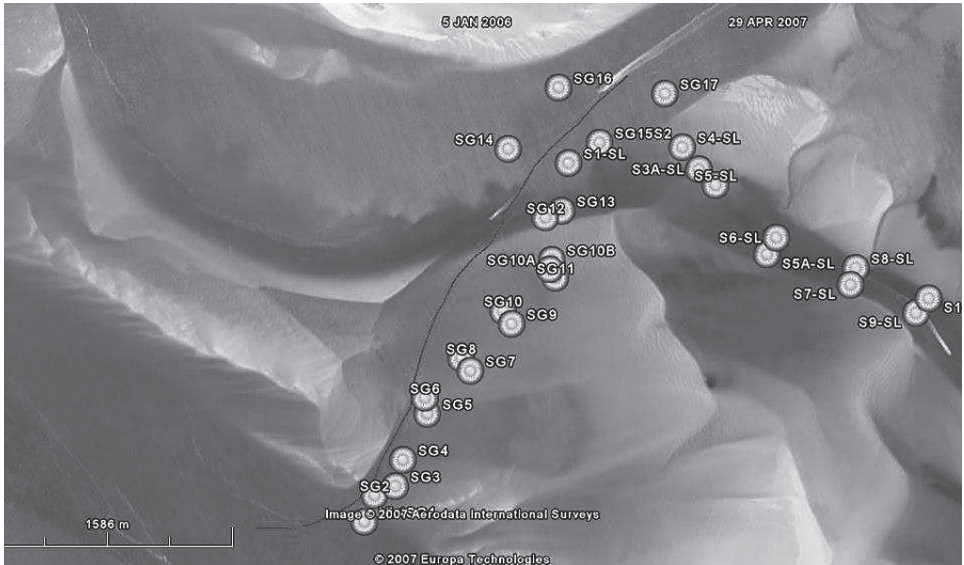 5 JAN 2006
29 APR 2007
SG16
SG17
SG14
SG15S2
S4-SL
S1-SL
S3A-SL
S5-SL
SG12
SG13
S6-SL
SG10A
SG10B
SG11
S5A-SL
S8-SL
S7-SL
S1
S9-SL
SG10
SG9
SG8
SG7
SG6
SG5
SG4
SG3
SG2
Image © 2007 Aerodata International Surveys
1586 m
© 2007 Europa Technologies